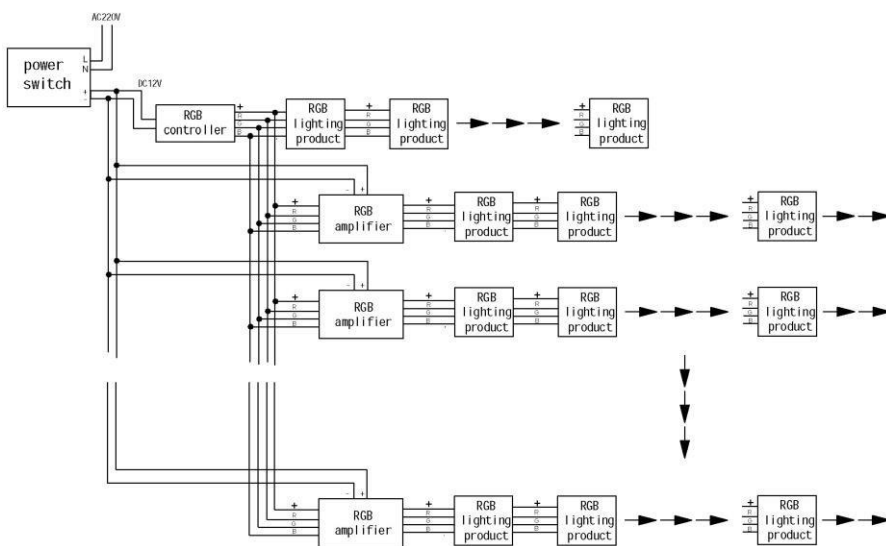 AC220V
power
switch
L
N
+
-
DC12V
RGB
controller
+
R
G
B
RGB
lighting
product
+
R
G
B
RGB
lighting
product
+
R
G
B
RGB
lighting
product
- +
+
R
G
B
RGB
amplifier
+
R
G
B
RGB
lighting
product
+
R
G
B
RGB
lighting
product
+
R
G
B
RGB
lighting
product
- +
+
R
G
B
RGB
amplifier
+
R
G
B
RGB
lighting
product
+
R
G
B
RGB
lighting
product
+
R
G
B
RGB
lighting
product
- +
+
R
G
B
RGB
amplifier
+
R
G
B
RGB
lighting
product
+
R
G
B
RGB
lighting
product
+
R
G
B
RGB
lighting
product